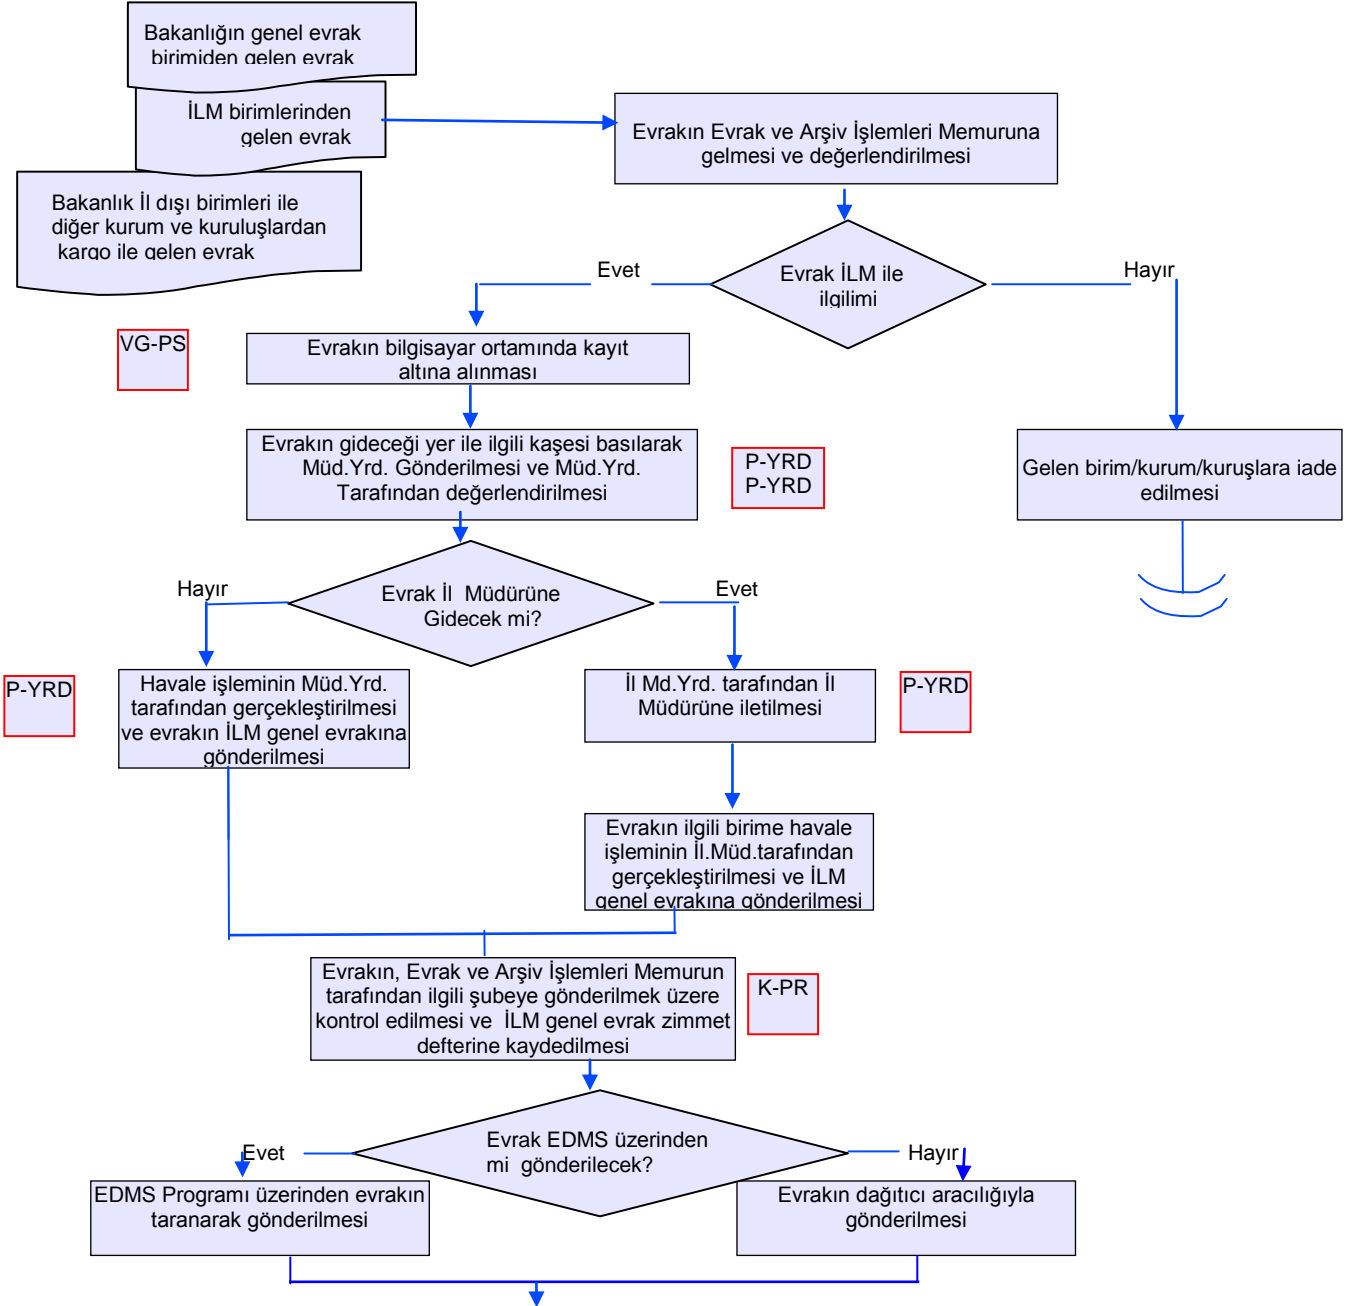 Bakanlığın genel evrak
birimiden gelen evrak
İLM birimlerinden
gelen evrak
Bakanlık İl dışı birimleri ile
diğer kurum ve kuruluşlardan
kargo ile gelen evrak
Evrakın Evrak ve Arşiv İşlemleri Memuruna
gelmesi ve değerlendirilmesi
Evrak İLM ile
ilgilimi
Evet
Hayır
VG-PS
Evrakın bilgisayar ortamında kayıt
altına alınması
Evrakın gideceği yer ile ilgili kaşesi basılarak
Müd.Yrd. Gönderilmesi ve Müd.Yrd.
Tarafından değerlendirilmesi
P-YRD
P-YRD
Gelen birim/kurum/kuruşlara iade
edilmesi
Evrak İl  Müdürüne
Gidecek mi?
Hayır
Evet
P-YRD
Havale işleminin Müd.Yrd.
tarafından gerçekleştirilmesi
ve evrakın İLM genel evrakına
gönderilmesi
İl Md.Yrd. tarafından İl
Müdürüne iletilmesi
P-YRD
Evrakın ilgili birime havale
işleminin İl.Müd.tarafından
gerçekleştirilmesi ve İLM
genel evrakına gönderilmesi
Evrakın, Evrak ve Arşiv İşlemleri Memurun
tarafından ilgili şubeye gönderilmek üzere
kontrol edilmesi ve  İLM genel evrak zimmet
defterine kaydedilmesi
K-PR
Evrak EDMS üzerinden
mi  gönderilecek?
Evet
Hayır
EDMS Programı üzerinden evrakın
taranarak gönderilmesi
Evrakın dağıtıcı aracılığıyla
gönderilmesi